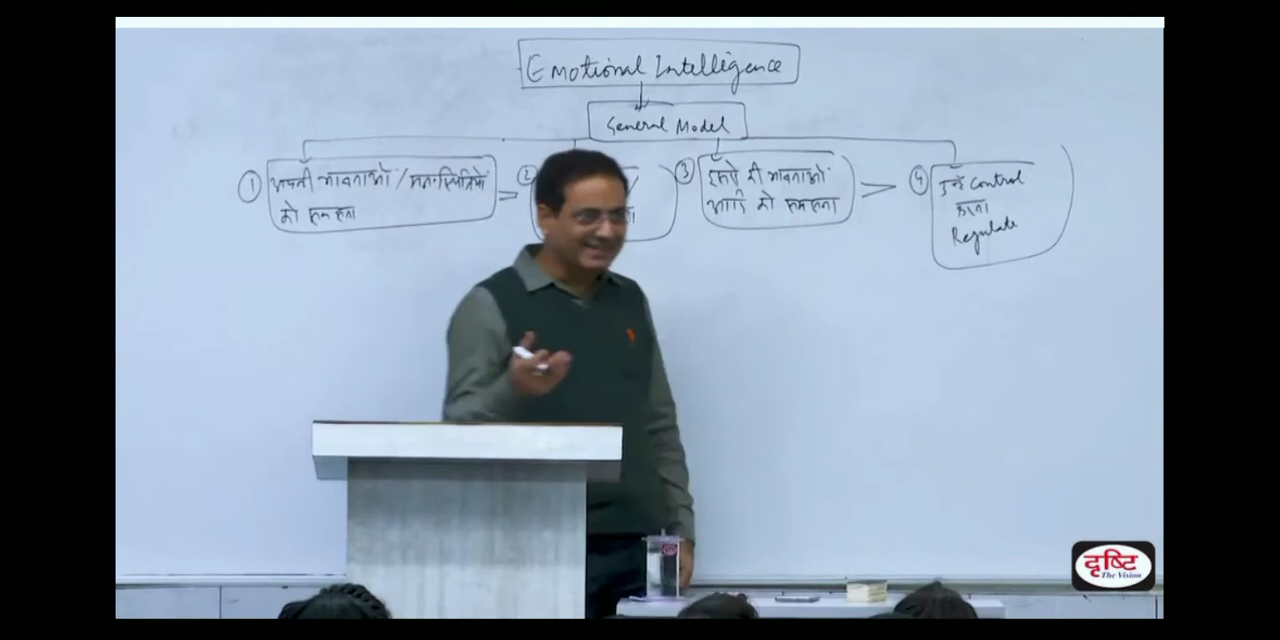 Emotional Intelligence
General Model
① अपनी भावनाओं / मनःस्थितियों
को समझना
②
③ दूसरों की भावनाओं
आदि को समझना
④ उन्हें Control
करना
Regulate
दृष्टि
The Vision